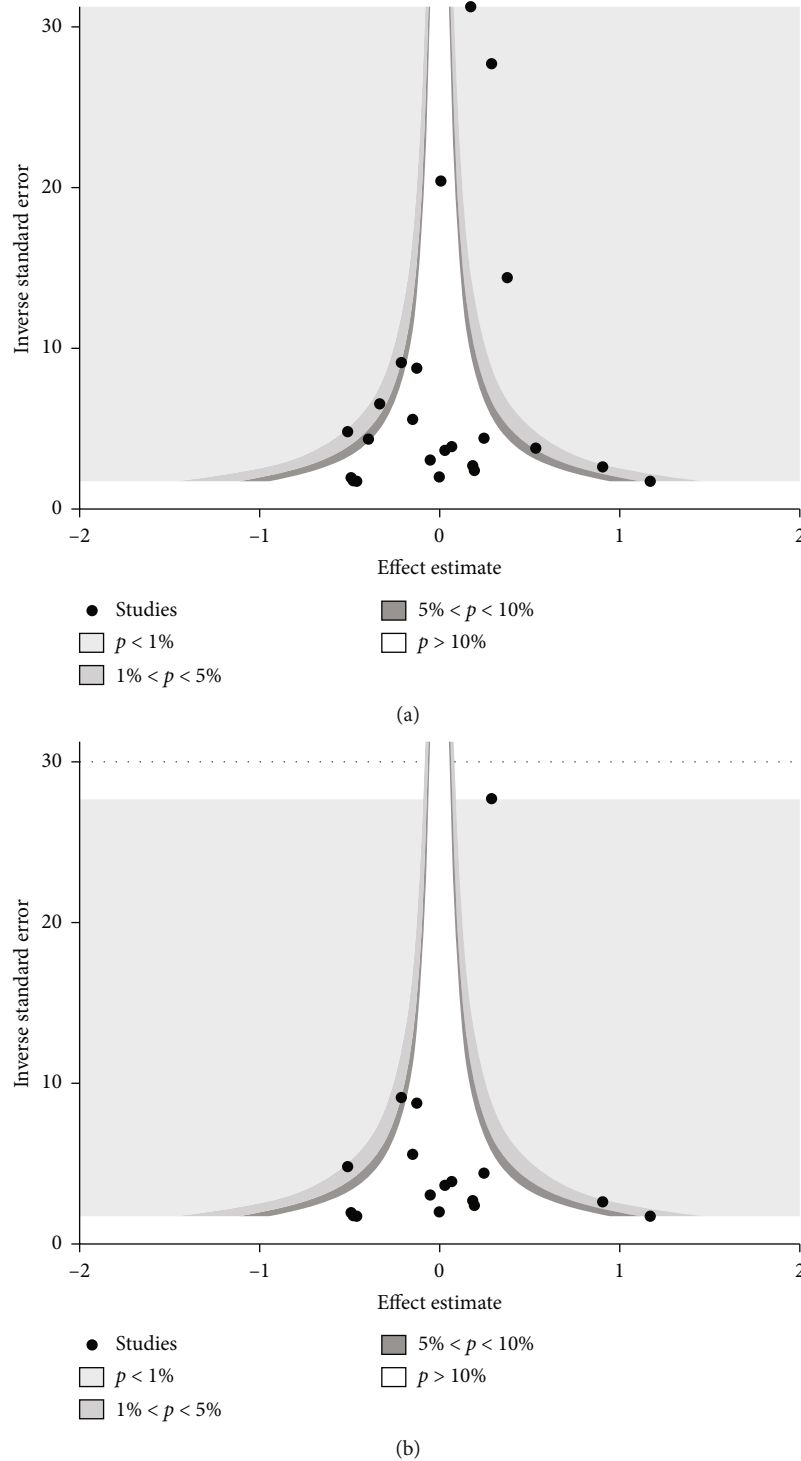 30
20
10
0
Inverse standard error
−2
−1
0
1
2
Effect estimate
Studies
p < 1%
1% < p < 5%
5% < p < 10%
p > 10%
(a)
30
20
10
0
Inverse standard error
−2
−1
0
1
2
Effect estimate
Studies
p < 1%
1% < p < 5%
5% < p < 10%
p > 10%
(b)